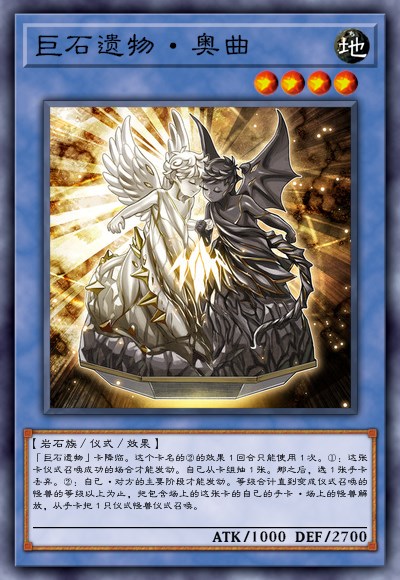 巨石遗物・奥曲
地
【岩石族/仪式/效果】
「巨石遗物」卡降临。这个卡名的②的效果1回合只能使用1次。①：这张
卡仪式召唤成功的场合才能发动。自己从卡组抽1张。那之后，选1张手卡
丢弃。②：自己・对方的主要阶段才能发动。等级合计直到变成仪式召唤的
怪兽的等级以上为止，把包含场上的这张卡的自己的手卡・场上的怪兽解
放，从手卡把1只仪式怪兽仪式召唤。
ATK/1000 DEF/2700